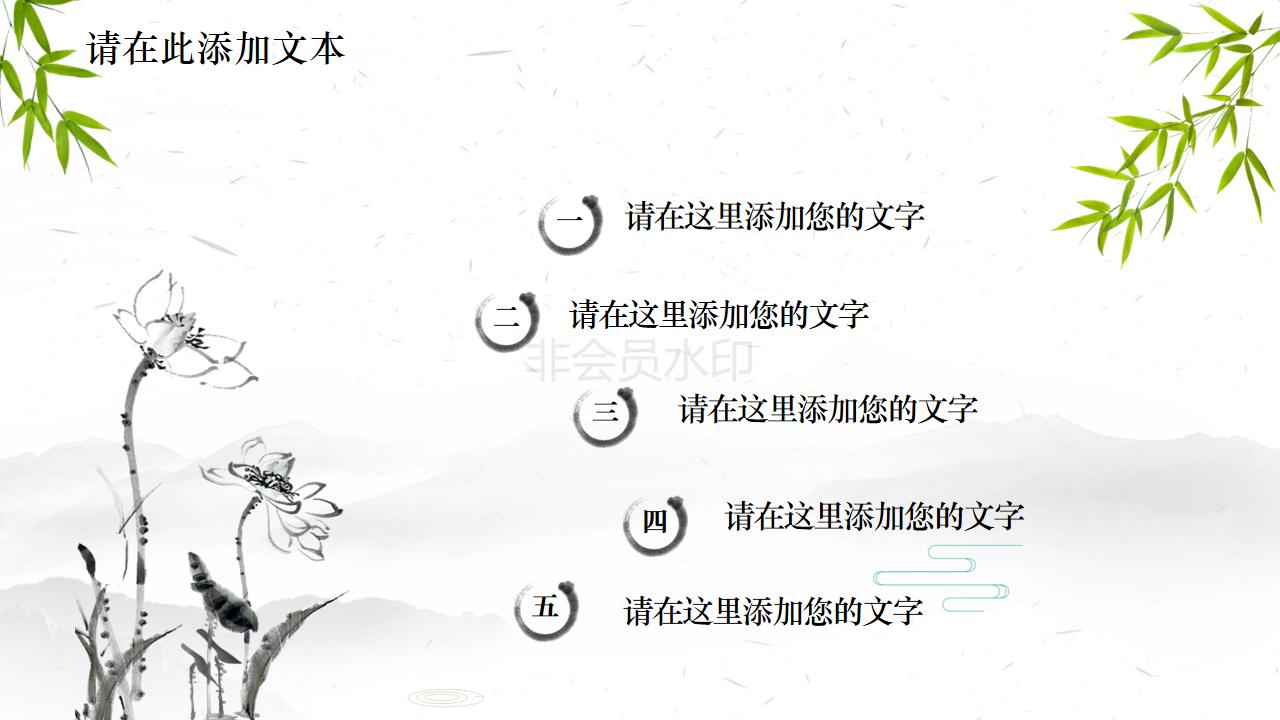 请在此添加文本
一 请在这里添加您的文字
二 请在这里添加您的文字
非会员水印
三 请在这里添加您的文字
四 请在这里添加您的文字
五 请在这里添加您的文字